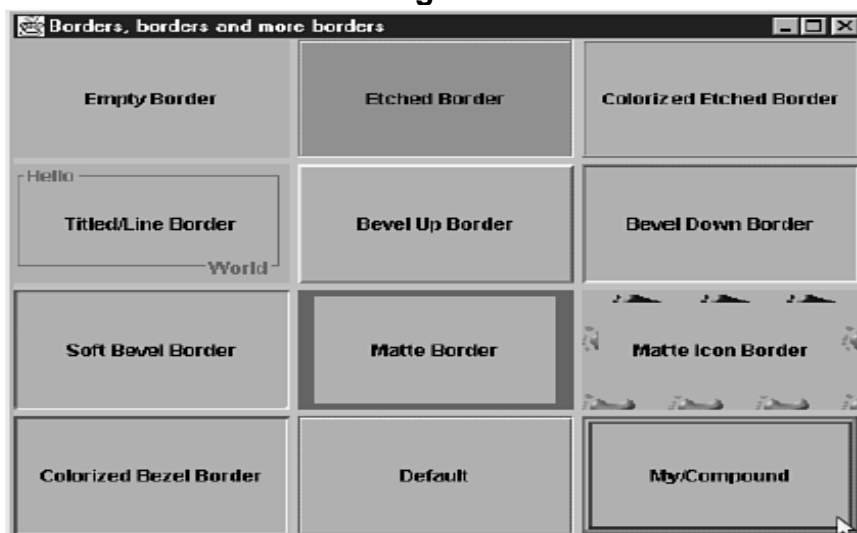 Borders, borders and more borders
Empty Border
Etched Border
Colorized Etched Border
Hello
Titled/Line Border
World
Bevel Up Border
Bevel Down Border
Soft Bevel Border
Matte Border
Matte Icon Border
Colorized Bezel Border
Default
My/Compound